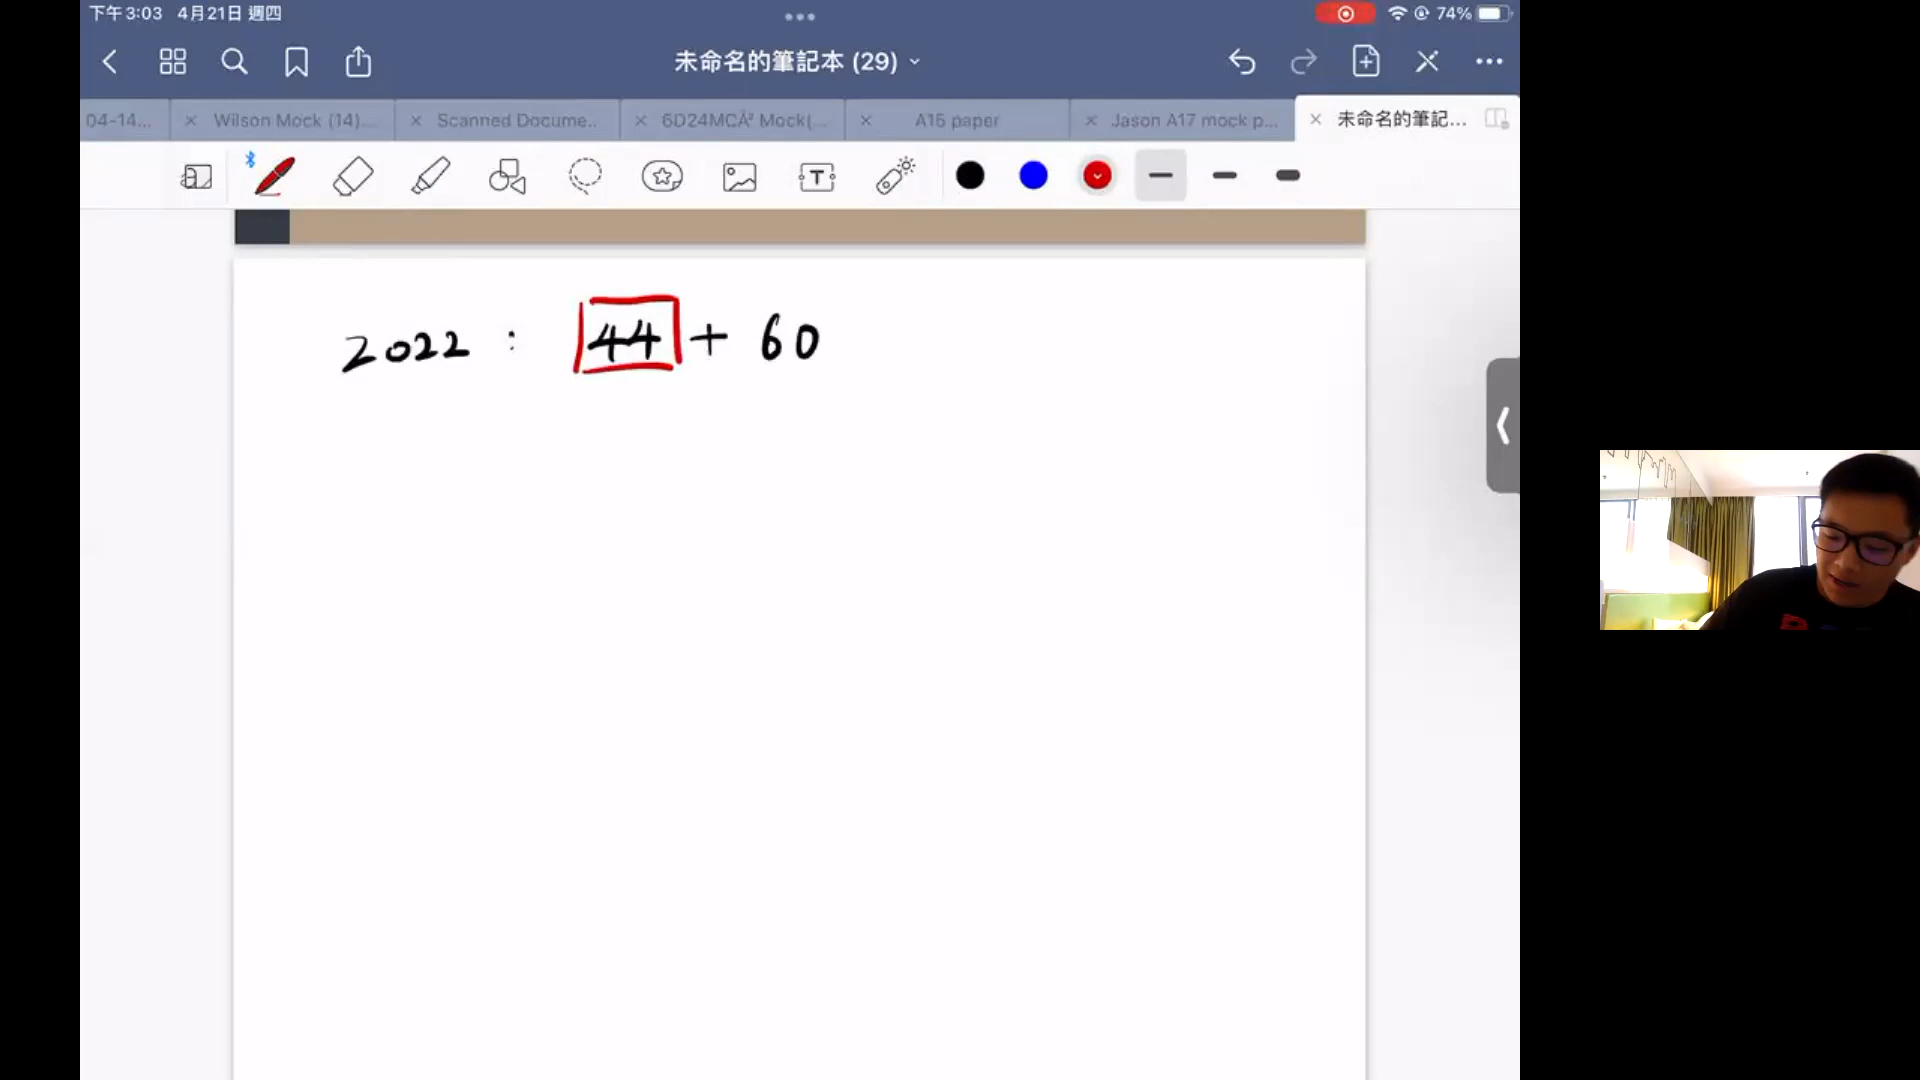 下午3:03 4月21日 週四
74%
未命名的筆記本 (29)
04-14...
Wilson Mock (14)...
Scanned Docume..
6D24MCÂ² Mock(...
A15 paper
Jason A17 mock p...
未命名的筆記...
T
2022 : 44 + 60